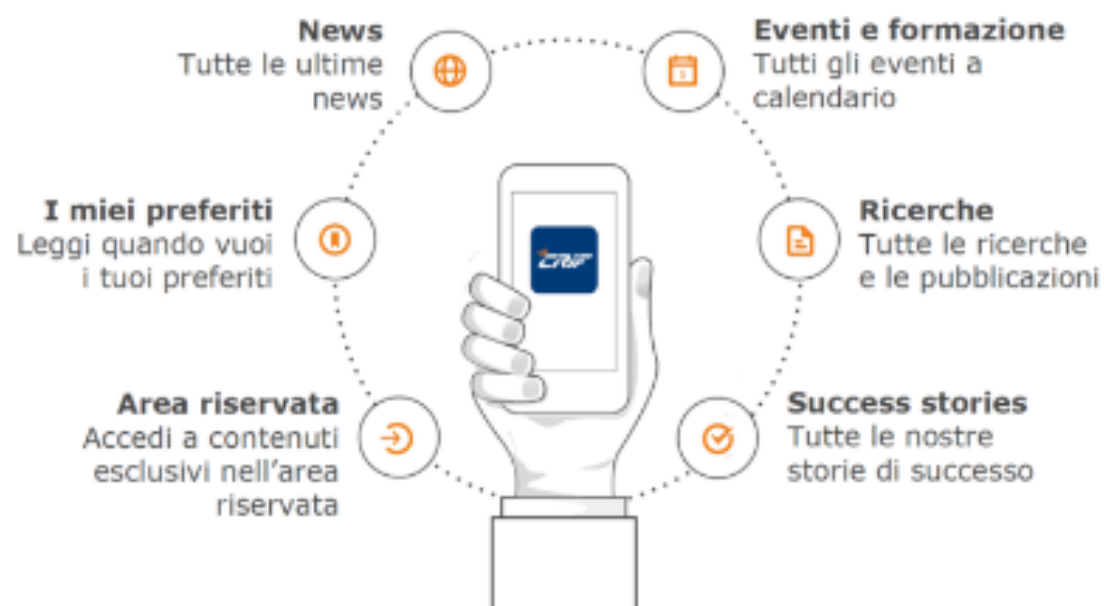 News
Tutte le ultime
news
Eventi e formazione
Tutti gli eventi a
calendario
I miei preferiti
Leggi quando vuoi
i tuoi preferiti
CRIF
Ricerche
Tutte le ricerche
e le pubblicazioni
Area riservata
Accedi a contenuti
esclusivi nell'area
riservata
Success stories
Tutte le nostre
storie di successo